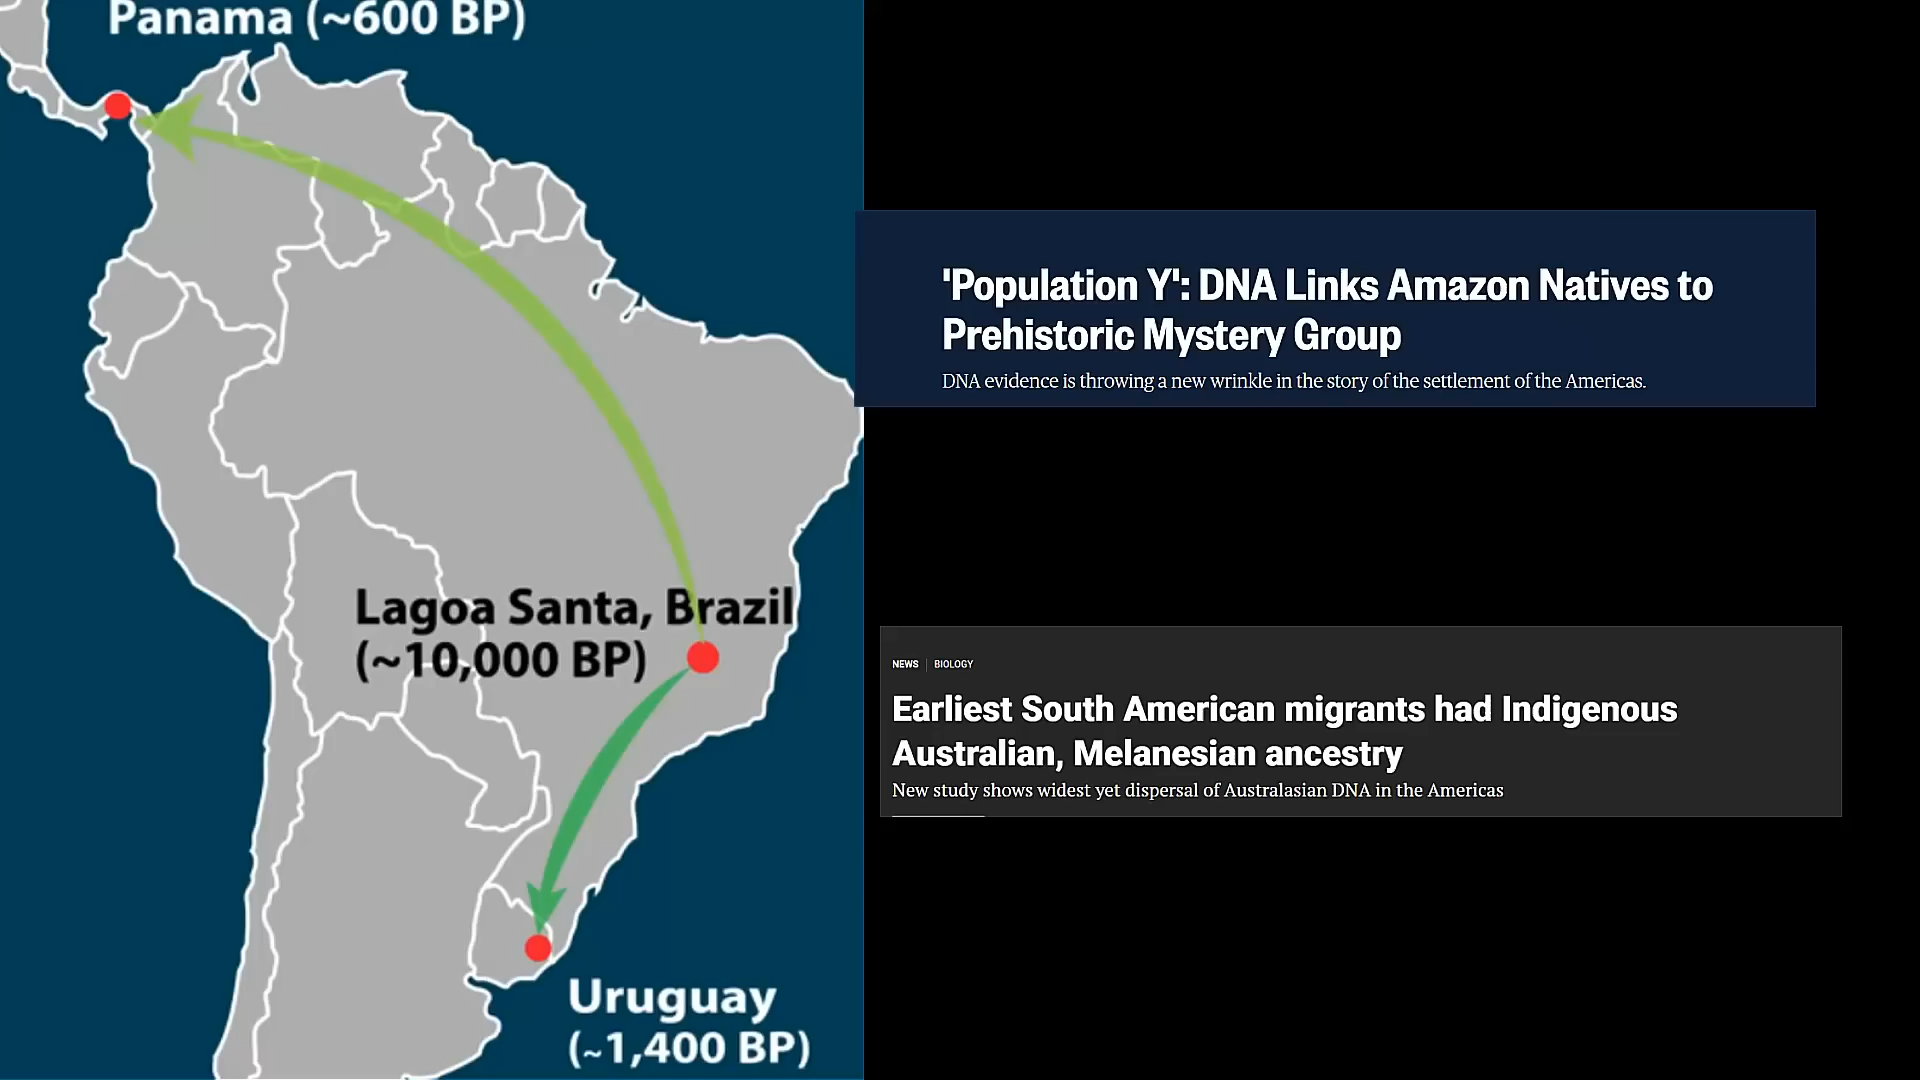 Panama (~600 BP)
'Population Y': DNA Links Amazon Natives to
Prehistoric Mystery Group
DNA evidence is throwing a new wrinkle in the story of the settlement of the Americas.
Lagoa Santa, Brazil
(~10,000 BP)
NEWS | BIOLOGY
Earliest South American migrants had Indigenous
Australian, Melanesian ancestry
New study shows widest yet dispersal of Australasian DNA in the Americas
Uruguay
(~1,400 BP)